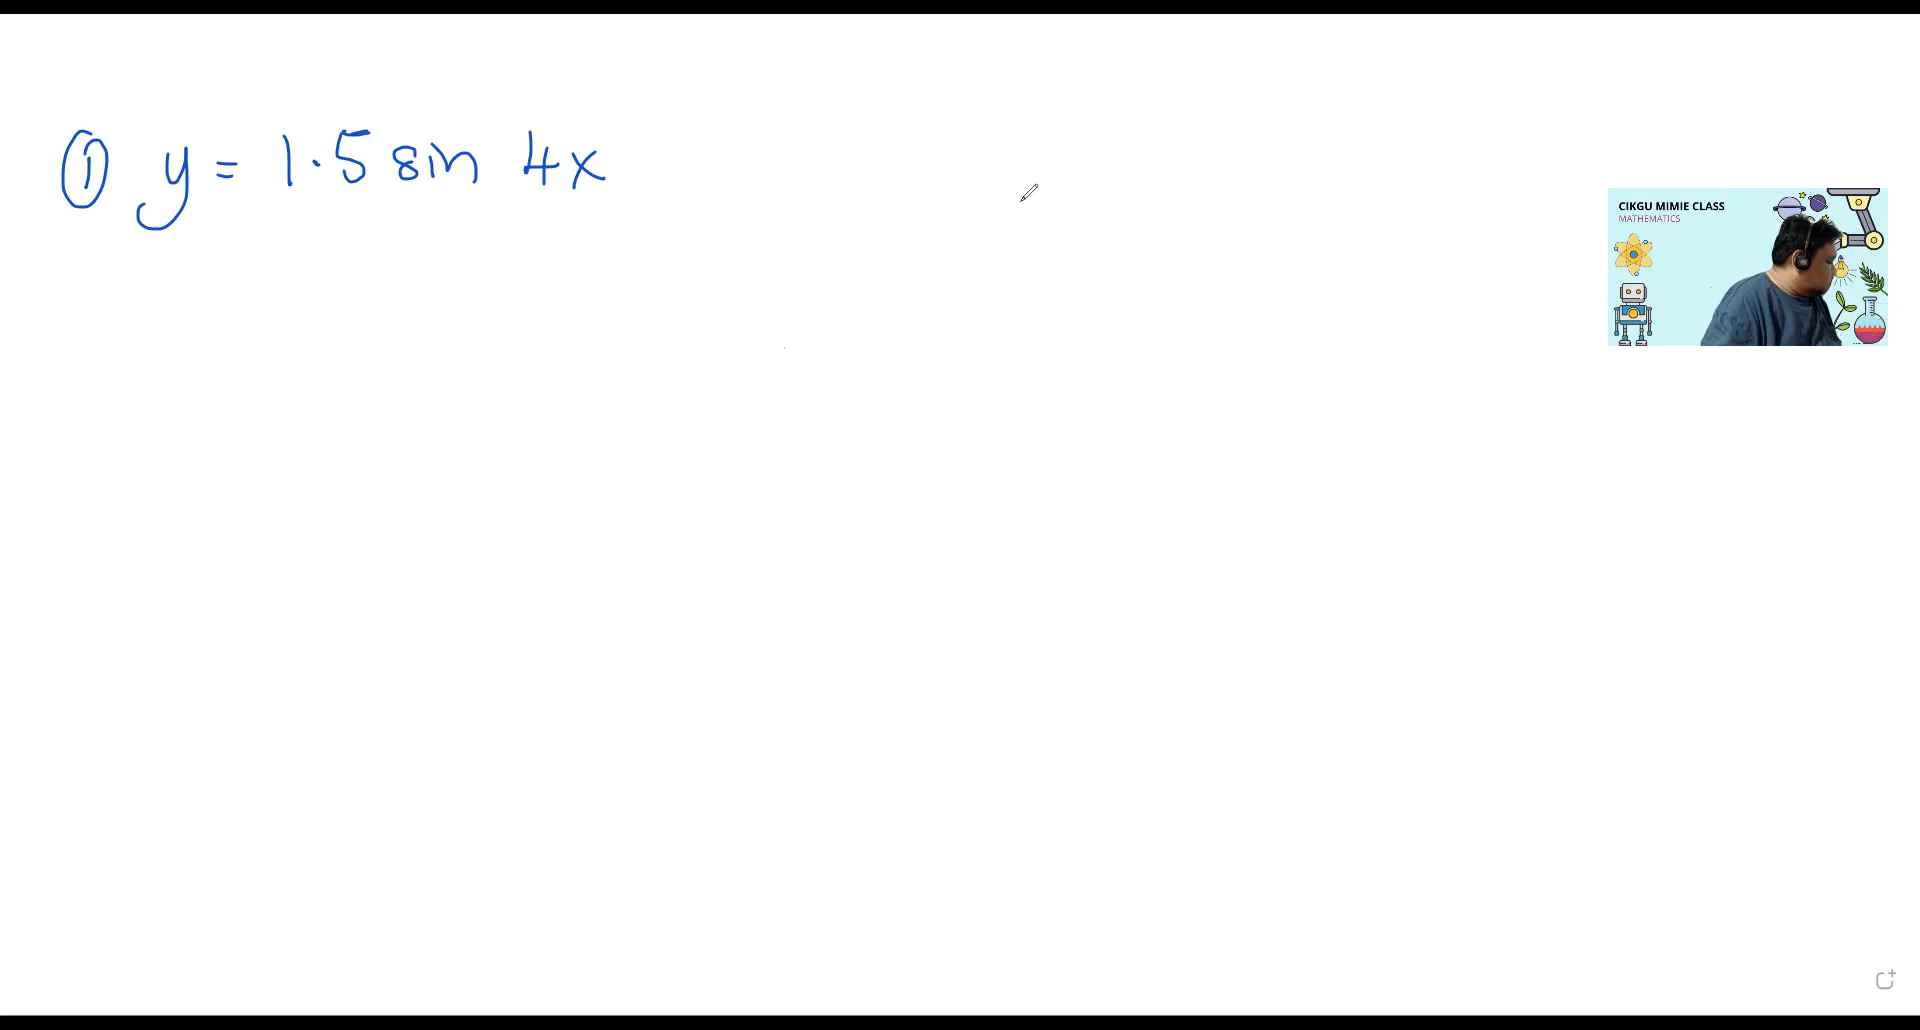 ① y = 1.5 sin 4x
CIKGU MIMIE CLASS
MATHEMATICS